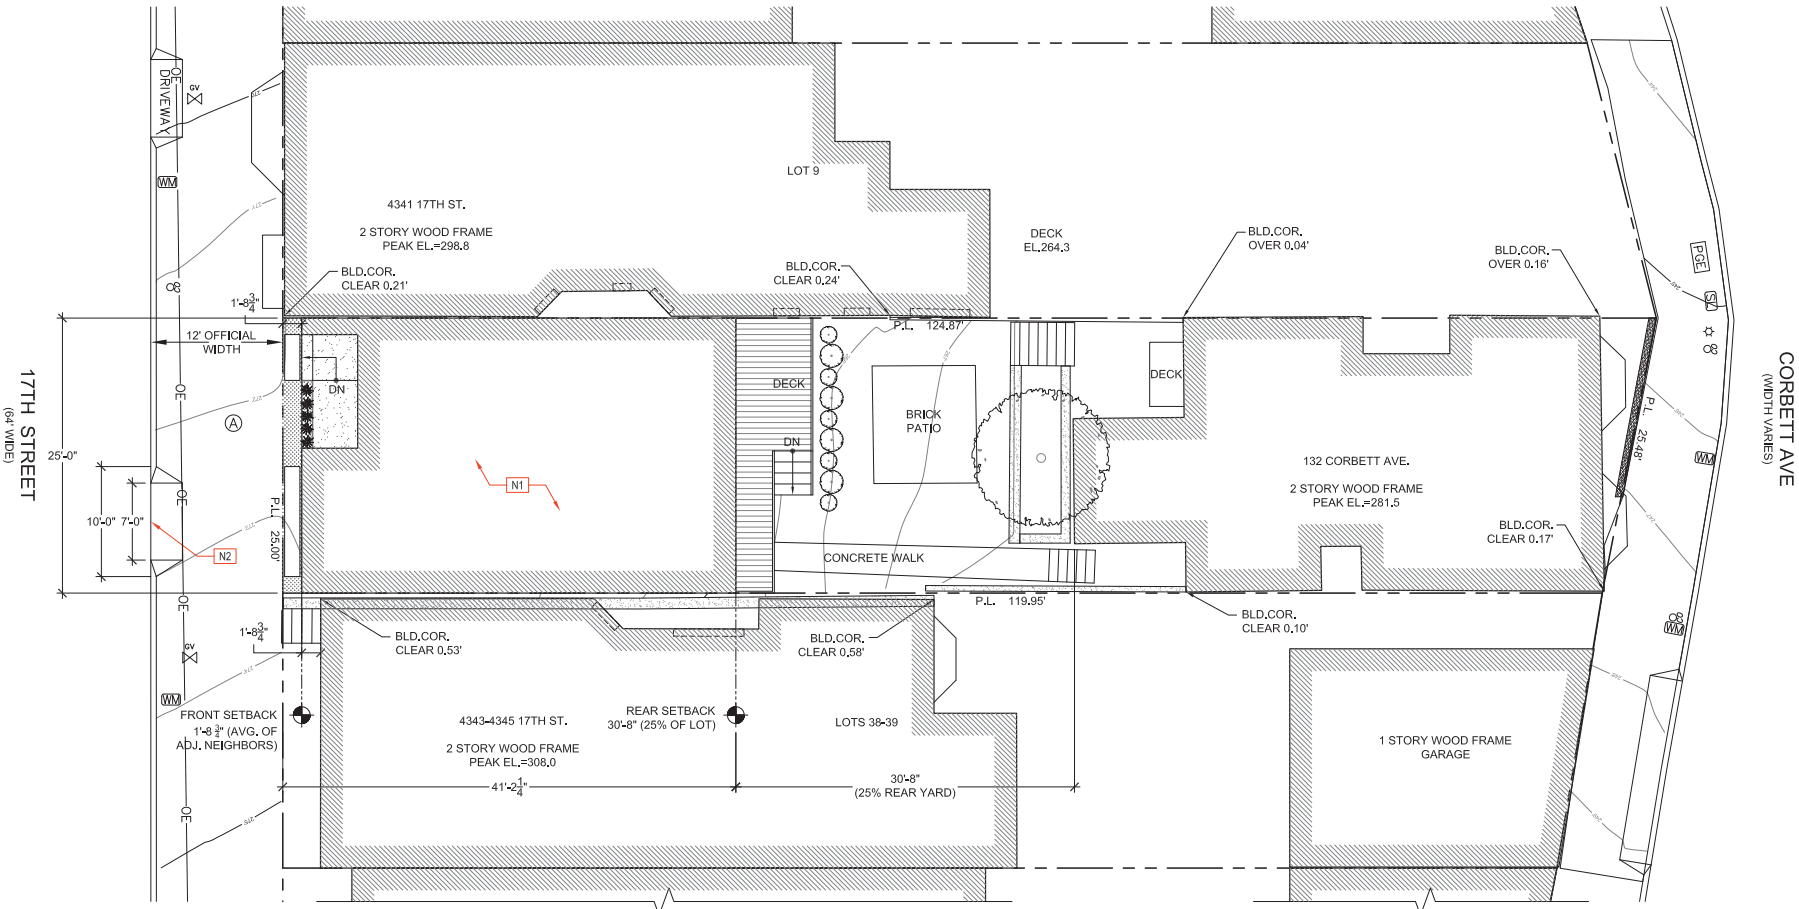 OE
DRIVEWAY
GV
WM
LOT 9
4341 17TH ST.
2 STORY WOOD FRAME
PEAK EL.=298.8
DECK
EL.264.3
BLD.COR.
OVER 0.04'
BLD.COR.
OVER 0.16'
BLD.COR.
CLEAR 0.21'
BLD.COR.
CLEAR 0.24'
PGE
1'-8 3/4"
12' OFFICIAL
WIDTH
P.L. 124.87'
DN
DECK
DECK
BRICK
PATIO
DN
OE
A
17TH STREET
(64' WIDE)
25'-0"
10'-0"
7'-0"
OE
N1
N2
P.L. 25.00'
132 CORBETT AVE.
2 STORY WOOD FRAME
PEAK EL.=281.5
P.L. 25.48'
WM
CORBETT AVE
(WIDTH VARIES)
BLD.COR.
CLEAR 0.17'
CONCRETE WALK
P.L. 119.95'
BLD.COR.
CLEAR 0.10'
OE
1'-8 3/4"
BLD.COR.
CLEAR 0.53'
BLD.COR.
CLEAR 0.58'
WM
GV
WM
FRONT SETBACK
1'-8 3/4" (AVG. OF
ADJ. NEIGHBORS)
4343-4345 17TH ST.
2 STORY WOOD FRAME
PEAK EL.=308.0
REAR SETBACK
30'-8" (25% OF LOT)
LOTS 38-39
1 STORY WOOD FRAME
GARAGE
41'-2 1/4"
30'-8"
(25% REAR YARD)
OE